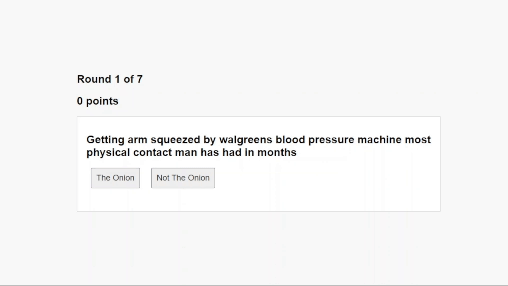 Round 1 of 7
0 points
Getting arm squeezed by walgreens blood pressure machine most
physical contact man has had in months
The Onion Not The Onion